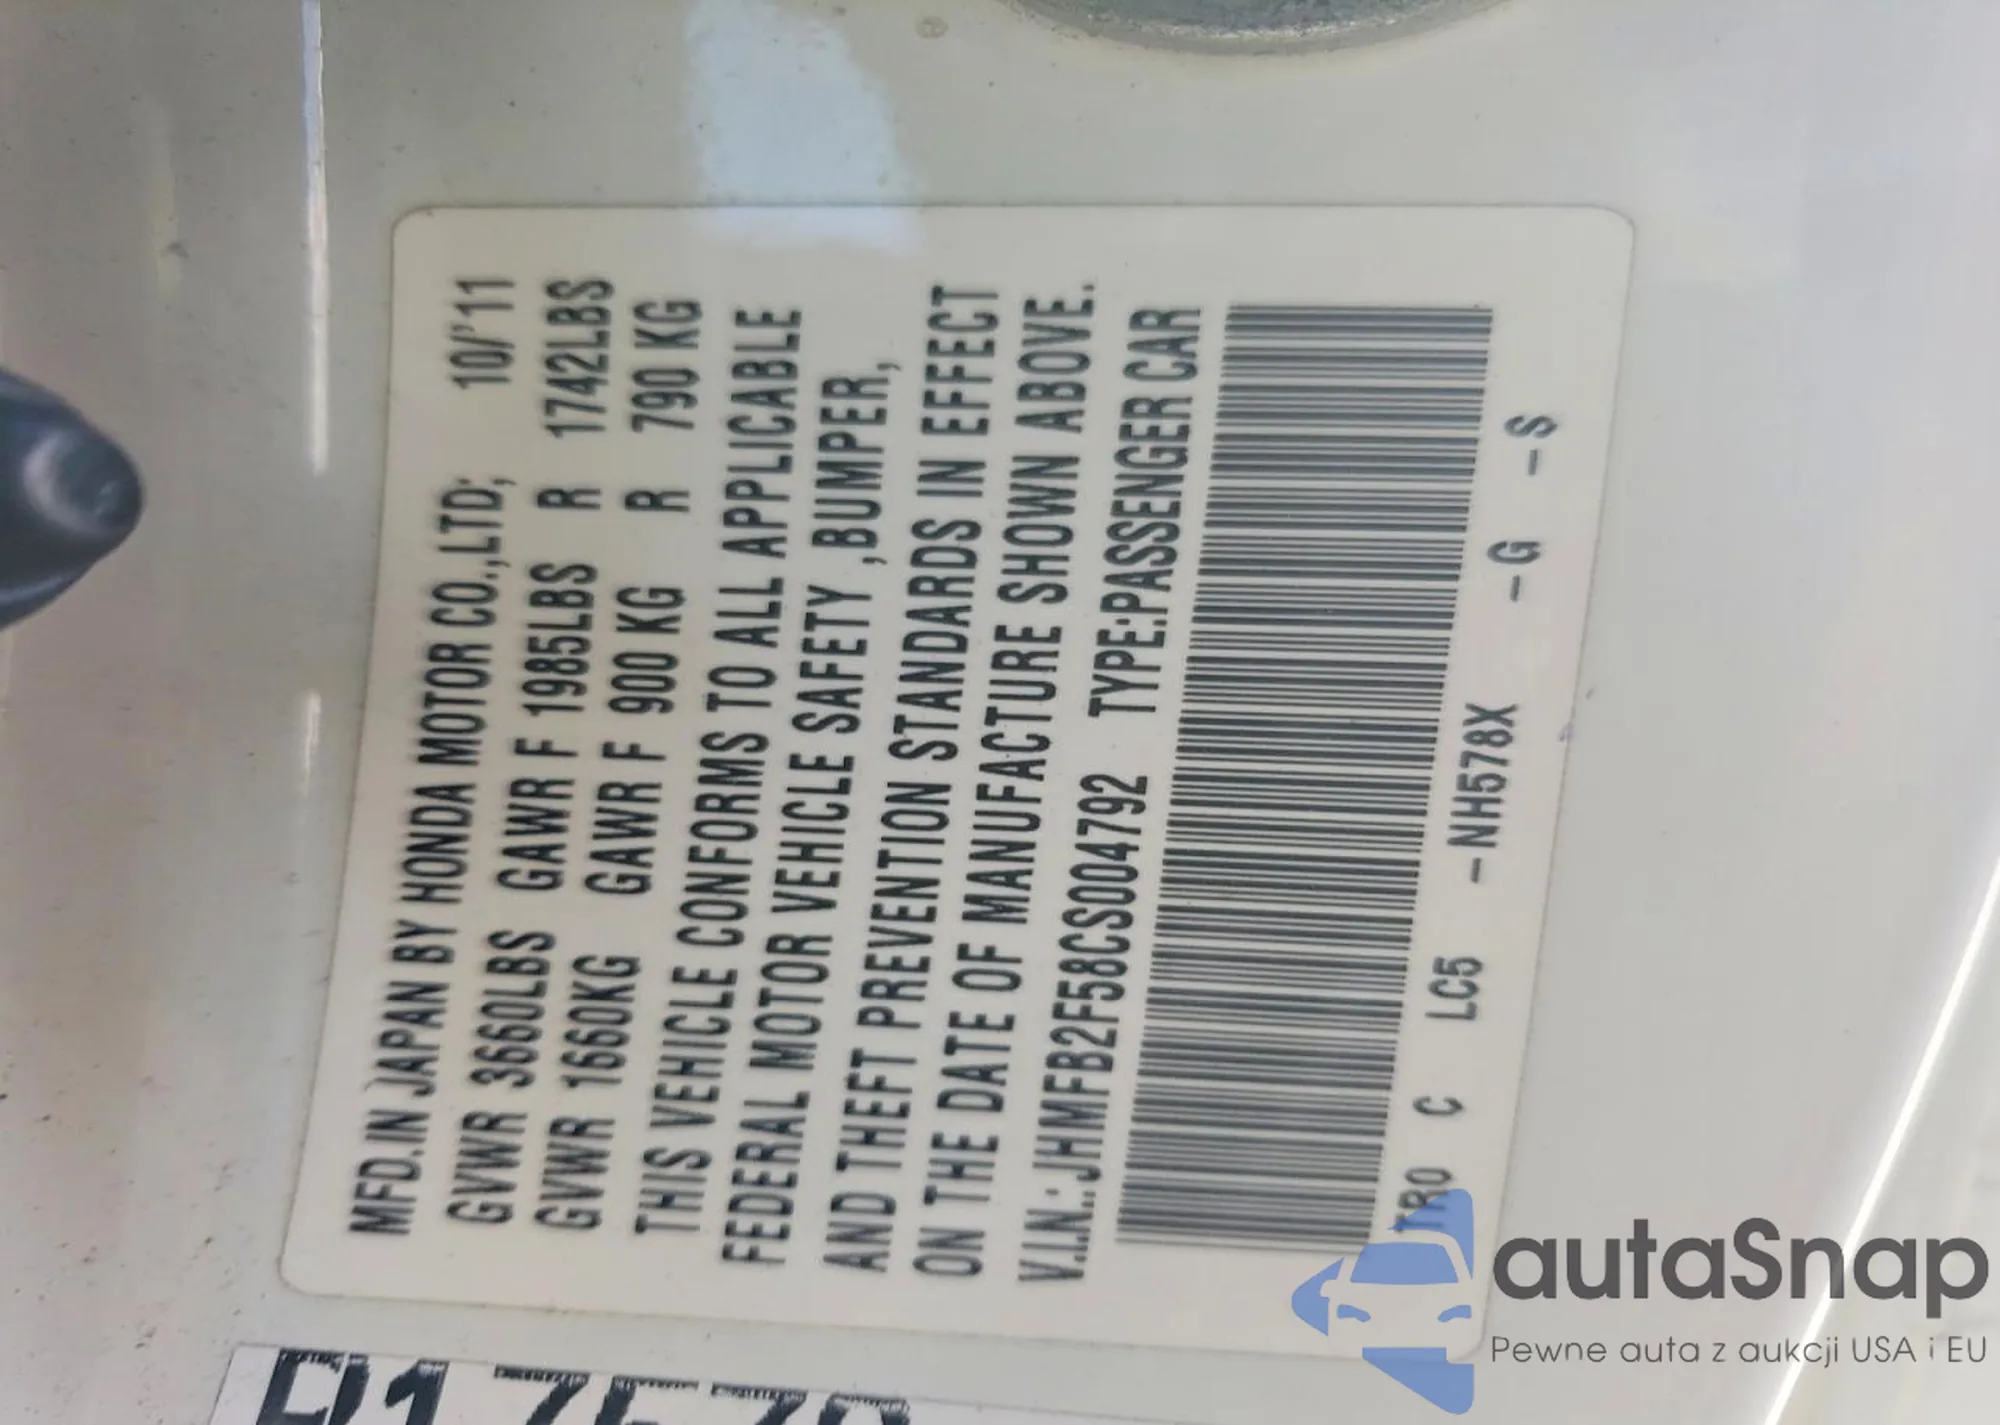 MFD.IN JAPAN BY HONDA MOTOR CO.,LTD; 10/'11
GVWR 3660LBS GAWR F 1985LBS R 1742LBS
GVWR 1660KG GAWR F 900 KG R 790 KG
THIS VEHICLE CONFORMS TO ALL APPLICABLE
FEDERAL MOTOR VEHICLE SAFETY ,BUMPER,
AND THEFT PREVENTION STANDARDS IN EFFECT
ON THE DATE OF MANUFACTURE SHOWN ABOVE.
V.I.N.:JHMFB2F58CS004792 TYPE:PASSENGER CAR
TR0 C LC5 -NH578X -G -S
autaSnap
Pewne auta z aukcji USA i EU